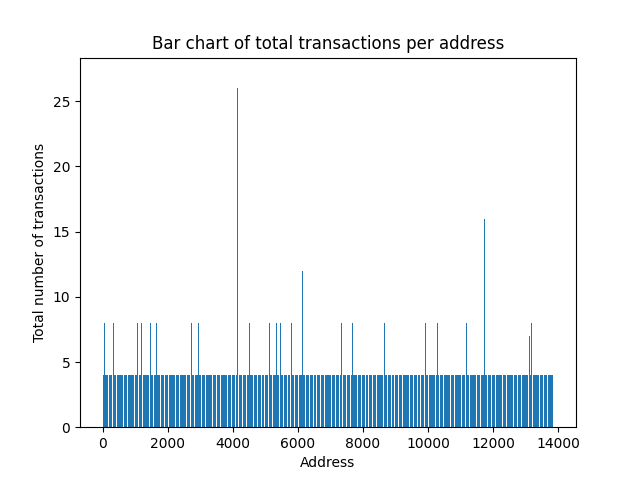 Bar chart of total transactions per address
25
20
15
10
5
0
Total number of transactions
0 2000 4000 6000 8000 10000 12000 14000
Address